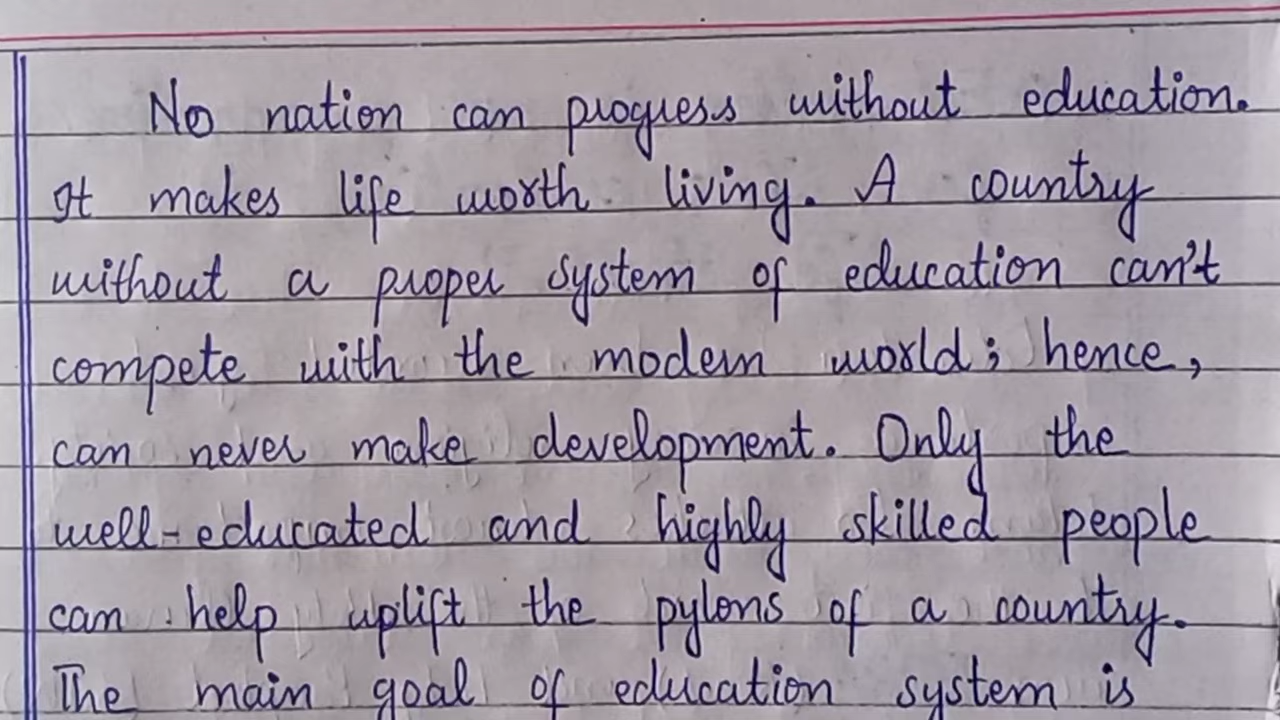 No nation can progress without education.
It makes life worth living. A country
without a proper system of education can't
compete with the modern world; hence,
can never make development. Only the
well-educated and highly skilled people
can help uplift the pylons of a country.
The main goal of education system is